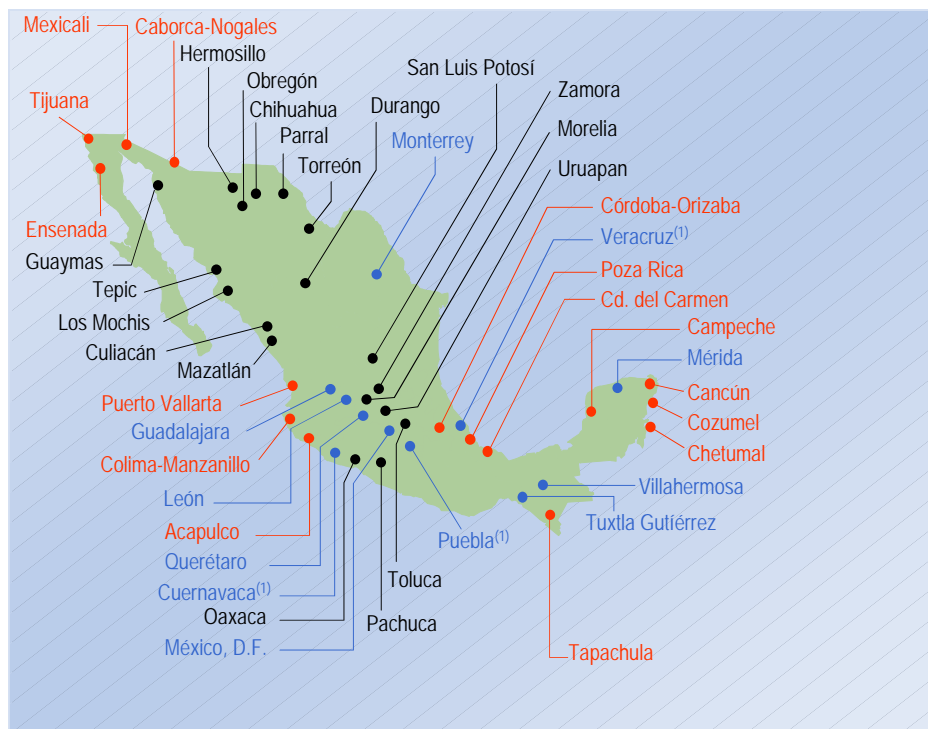 Mexicali
Caborca-Nogales
Hermosillo
San Luis Potosí
Obregón
Zamora
Tijuana
Chihuahua
Durango
Parral
Monterrey
Morelia
Torreón
Uruapan
Córdoba-Orizaba
Ensenada
Veracruz(1)
Guaymas
Poza Rica
Tepic
Cd. del Carmen
Los Mochis
Campeche
Culiacán
Mérida
Mazatlán
Cancún
Puerto Vallarta
Cozumel
Guadalajara
Chetumal
Colima-Manzanillo
Villahermosa
León
Tuxtla Gutíérrez
Acapulco
Puebla(1)
Querétaro
Toluca
Cuernavaca(1)
Oaxaca
Pachuca
México, D.F.
Tapachula